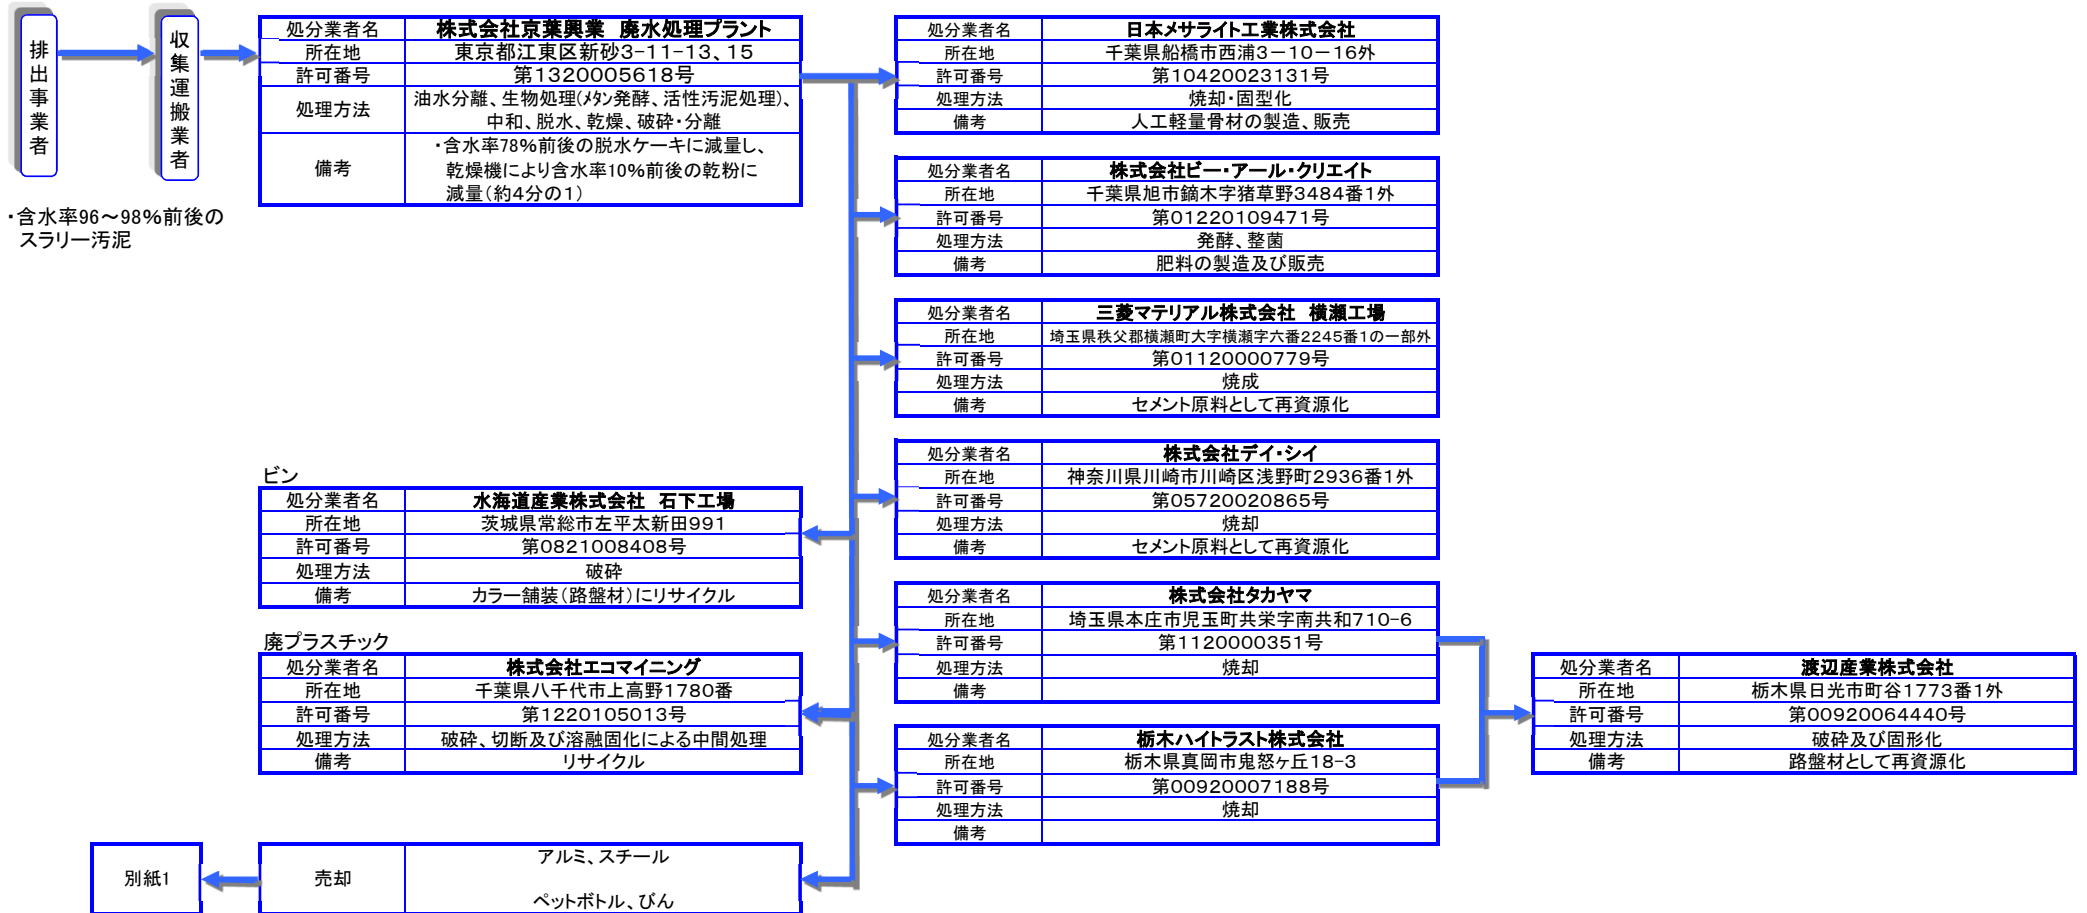 排出事業者
収集運搬業者
・含水率96～98%前後の
スラリー汚泥
処分業者名 株式会社京葉興業　廃水処理プラント
所在地 東京都江東区新砂3-11-13、15
許可番号 第1320005618号
処理方法 油水分離、生物処理(メタン発酵、活性汚泥処理)、
中和、脱水、乾燥、破砕・分離
備考 ・含水率78%前後の脱水ケーキに減量し、
乾燥機により含水率10%前後の乾粉に
減量(約4分の1)
処分業者名 日本メサライト工業株式会社
所在地 千葉県船橋市西浦3－10－16外
許可番号 第10420023131号
処理方法 焼却・固型化
備考 人工軽量骨材の製造、販売
処分業者名 株式会社ビー・アール・クリエイト
所在地 千葉県旭市鏑木字猪草野3484番1外
許可番号 第01220109471号
処理方法 発酵、整菌
備考 肥料の製造及び販売
処分業者名 三菱マテリアル株式会社　横瀬工場
所在地 埼玉県秩父郡横瀬町大字横瀬字六番2245番1の一部外
許可番号 第01120000779号
処理方法 焼成
備考 セメント原料として再資源化
処分業者名 株式会社デイ・シイ
所在地 神奈川県川崎市川崎区浅野町2936番1外
許可番号 第05720020865号
処理方法 焼却
備考 セメント原料として再資源化
ビン
処分業者名 水海道産業株式会社　石下工場
所在地 茨城県常総市左平太新田991
許可番号 第0821008408号
処理方法 破砕
備考 カラー舗装(路盤材)にリサイクル
処分業者名 株式会社タカヤマ
所在地 埼玉県本庄市児玉町共栄字南共和710-6
許可番号 第1120000351号
処理方法 焼却
備考
廃プラスチック
処分業者名 株式会社エコマイニング
所在地 千葉県八千代市上高野1780番
許可番号 第1220105013号
処理方法 破砕、切断及び溶融固化による中間処理
備考 リサイクル
処分業者名 栃木ハイトラスト株式会社
所在地 栃木県真岡市鬼怒ヶ丘18-3
許可番号 第00920007188号
処理方法 焼却
備考
処分業者名 渡辺産業株式会社
所在地 栃木県日光市町谷1773番1外
許可番号 第00920064440号
処理方法 破砕及び固形化
備考 路盤材として再資源化
別紙1
売却
アルミ、スチール
ペットボトル、びん